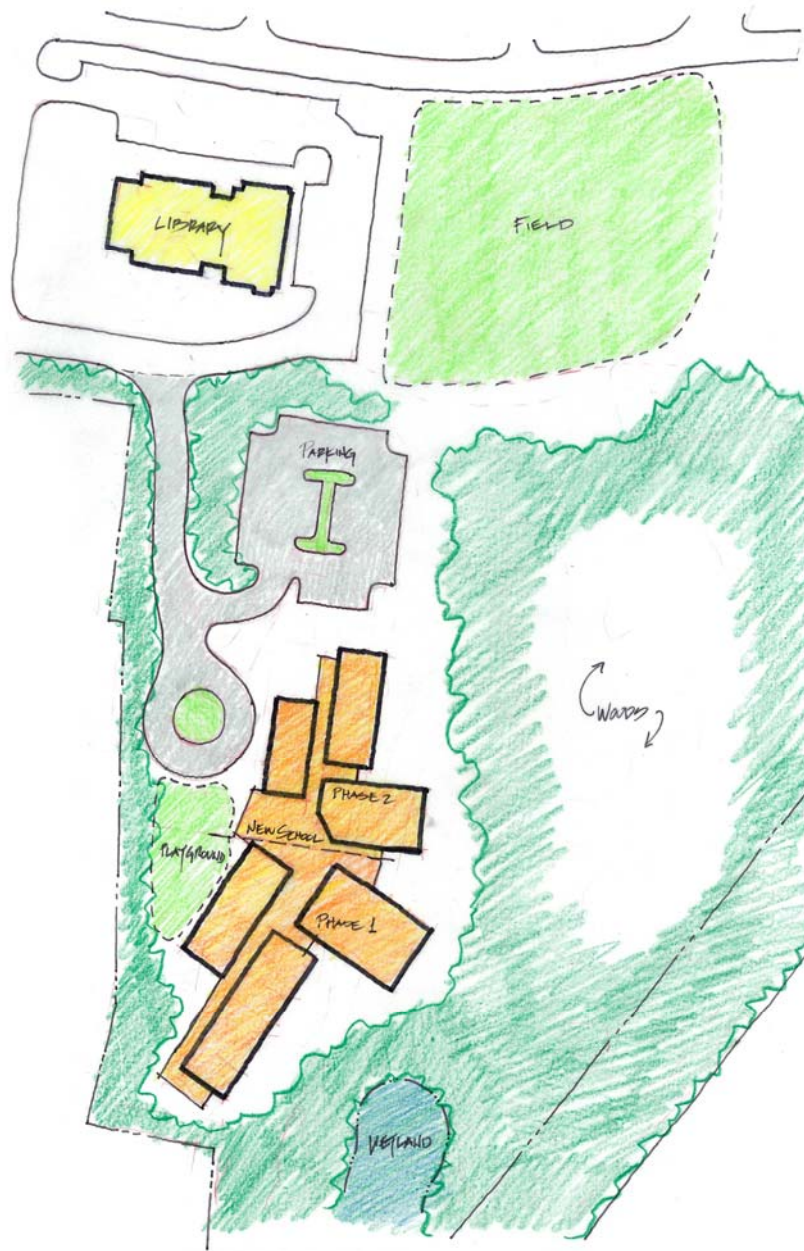 LIBRARY
FIELD
PARKING
WOODS
PHASE 2
NEW SCHOOL
PLAYGROUND
PHASE 1
WETLAND